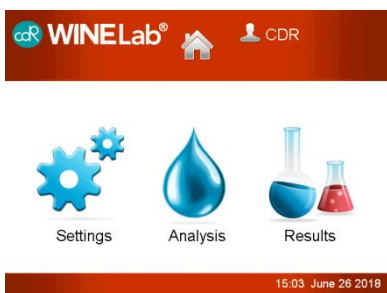 cdR WINELab® CDR
Settings Analysis Results
15:03 June 26 2018